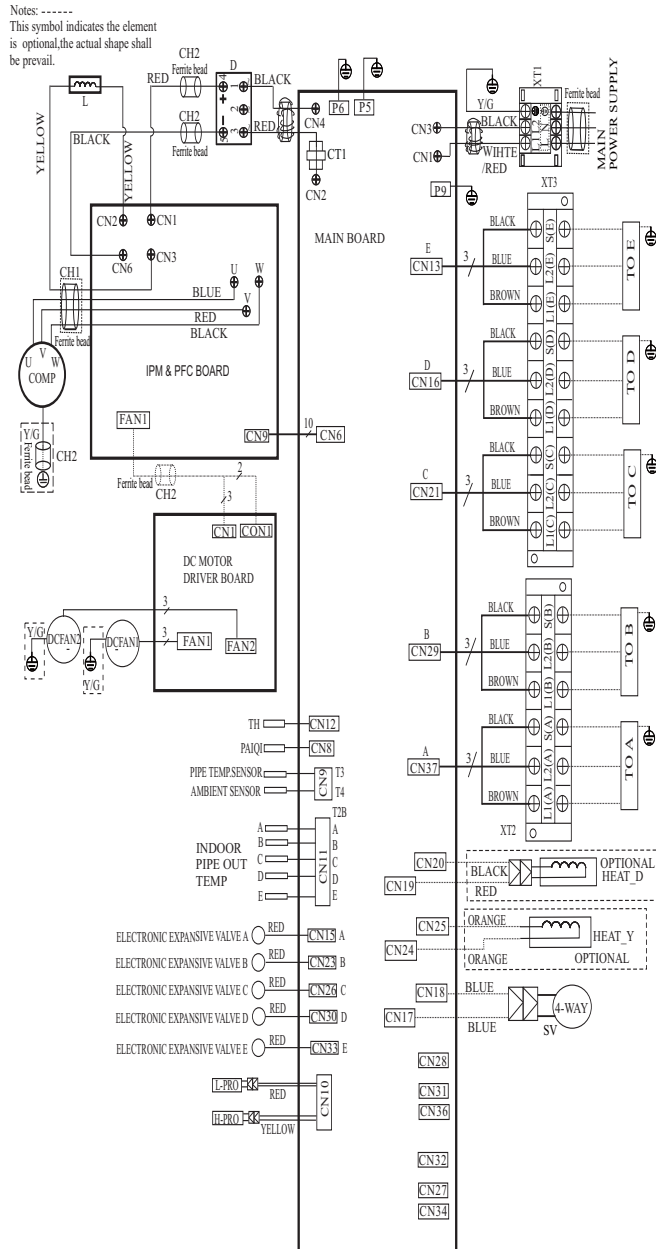 Notes: ------
This symbol indicates the element
is optional,the actual shape shall
be prevail.
L
YELLOW
BLACK
YELLOW
RED
CH2
Ferrite bead
CH2
Ferrite bead
D
4
+
-
5
1
2
3
BLACK
RED
CN4
CT1
CN2
P6
P5
MAIN BOARD
Y/G
BLACK
WIHTE
/RED
CN3
CN1
P9
XT1
Ferrite bead
MAIN
POWER SUPPLY
CN2
CN1
CN6
CN3
CH1
Ferrite bead
U
W
V
BLUE
RED
BLACK
U
V
W
COMP
IPM & PFC BOARD
Y/G
Ferrite bead
CH2
FAN1
CN9
10
CN6
Ferrite bead
CH2
2
3
CN1
CON1
DC MOTOR
DRIVER BOARD
3
3
FAN1
FAN2
Y/G
DCFAN2
DCFAN1
Y/G
XT3
E
CN13
3
BLACK
BLUE
BROWN
S(E)
L2(E)
L1(E)
TO E
D
CN16
3
BLACK
BLUE
BROWN
S(D)
L2(D)
L1(D)
TO D
C
CN21
3
BLACK
BLUE
BROWN
S(C)
L2(C)
L1(C)
TO C
B
CN29
3
BLACK
BLUE
BROWN
S(B)
L2(B)
L1(B)
TO B
A
CN37
3
BLACK
BLUE
BROWN
S(A)
L2(A)
L1(A)
TO A
XT2
TH
CN12
PAIQI
CN8
PIPE TEMP.SENSOR
AMBIENT SENSOR
CN9
T3
T4
T2B
INDOOR
PIPE OUT
TEMP
A
B
C
D
E
CN11
A
B
C
D
E
ELECTRONIC EXPANSIVE VALVE A RED CN15 A
ELECTRONIC EXPANSIVE VALVE B RED CN23 B
ELECTRONIC EXPANSIVE VALVE C RED CN26 C
ELECTRONIC EXPANSIVE VALVE D RED CN30 D
ELECTRONIC EXPANSIVE VALVE E RED CN33 E
L-PRO
RED
H-PRO
YELLOW
CN10
CN20
CN19
BLACK
RED
OPTIONAL
HEAT_D
CN25
CN24
ORANGE
ORANGE
HEAT_Y
OPTIONAL
CN18
CN17
BLUE
BLUE
4-WAY
SV
CN28
CN31
CN36
CN32
CN27
CN34